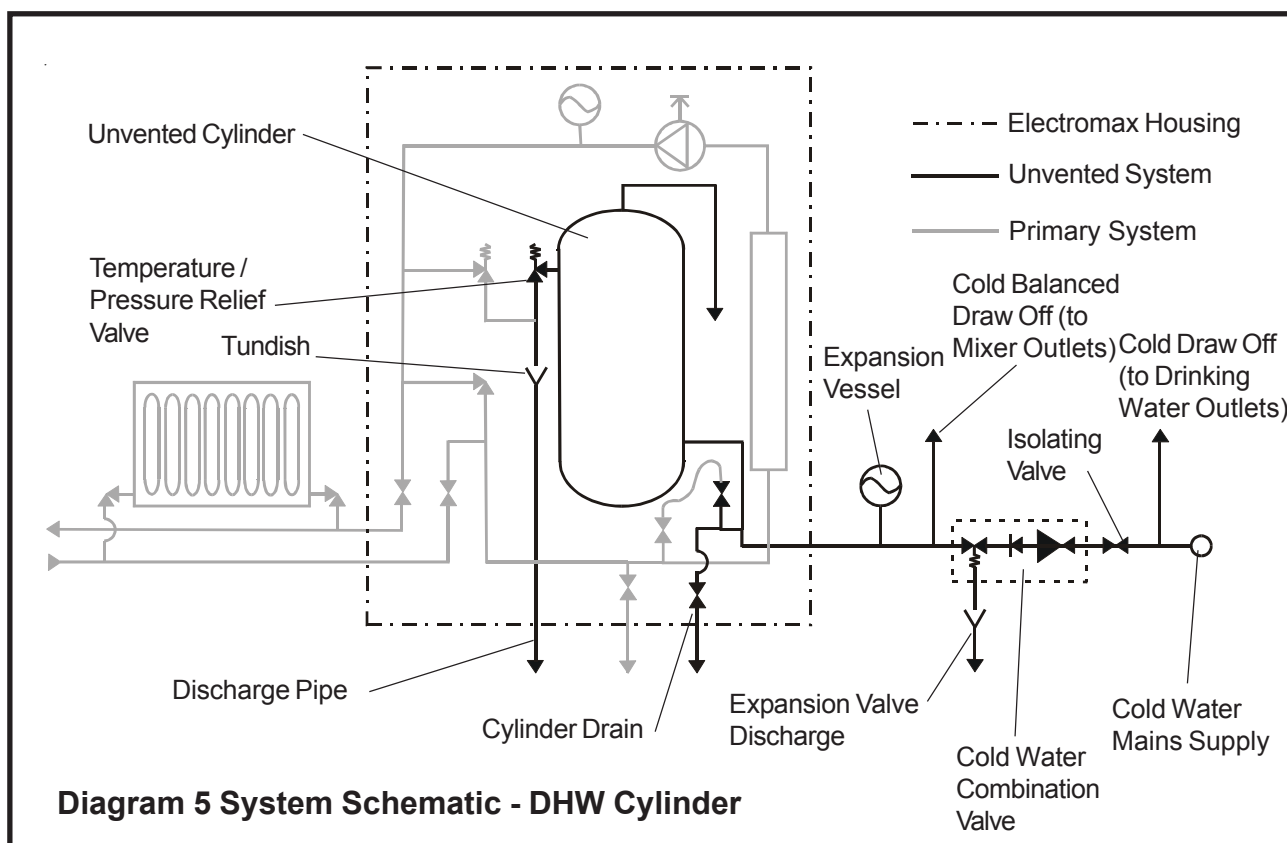 Unvented Cylinder
Electromax Housing
Unvented System
Primary System
Temperature /
Pressure Relief
Valve
Tundish
Cold Balanced
Draw Off (to
Mixer Outlets)
Cold Draw Off
(to Drinking
Water Outlets)
Expansion
Vessel
Isolating
Valve
Discharge Pipe
Cylinder Drain
Expansion Valve
Discharge
Cold Water
Combination
Valve
Cold Water
Mains Supply
Diagram 5 System Schematic - DHW Cylinder